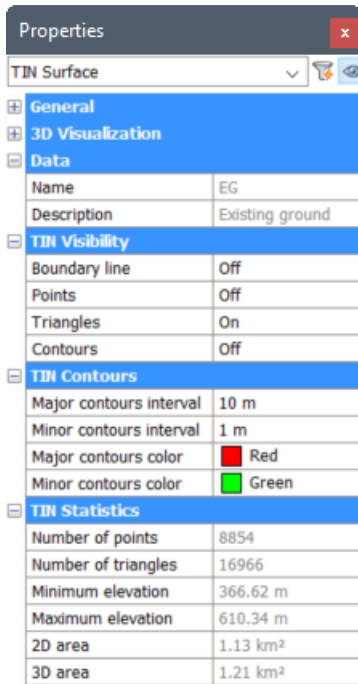 Properties
x
TIN Surface
General
3D Visualization
Data
Name EG
Description Existing ground
TIN Visibility
Boundary line Off
Points Off
Triangles On
Contours Off
TIN Contours
Major contours interval 10 m
Minor contours interval 1 m
Major contours color Red
Minor contours color Green
TIN Statistics
Number of points 8854
Number of triangles 16966
Minimum elevation 366.62 m
Maximum elevation 610.34 m
2D area 1.13 km²
3D area 1.21 km²